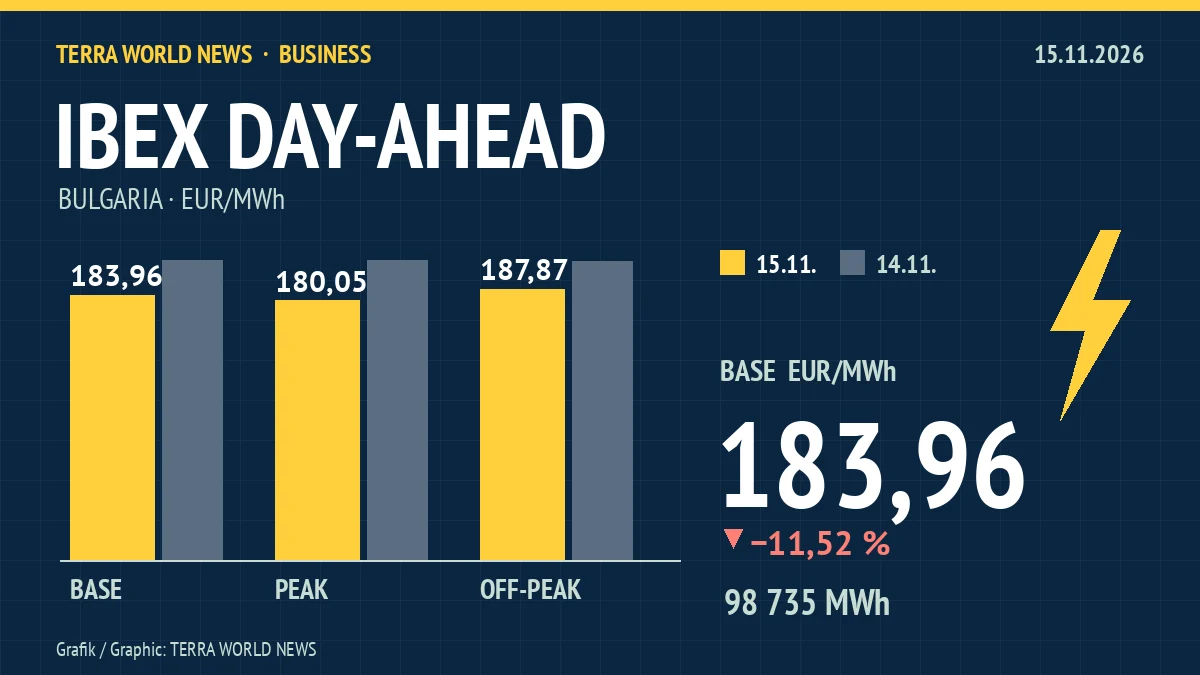 TERRA WORLD NEWS · BUSINESS
15.11.2026
IBEX DAY-AHEAD
BULGARIA · EUR/MWh
183,96
180,05
187,87
15.11.
14.11.
BASE EUR/MWh
183,96
−11,52 %
98 735 MWh
BASE
PEAK
OFF-PEAK
Grafik / Graphic: TERRA WORLD NEWS